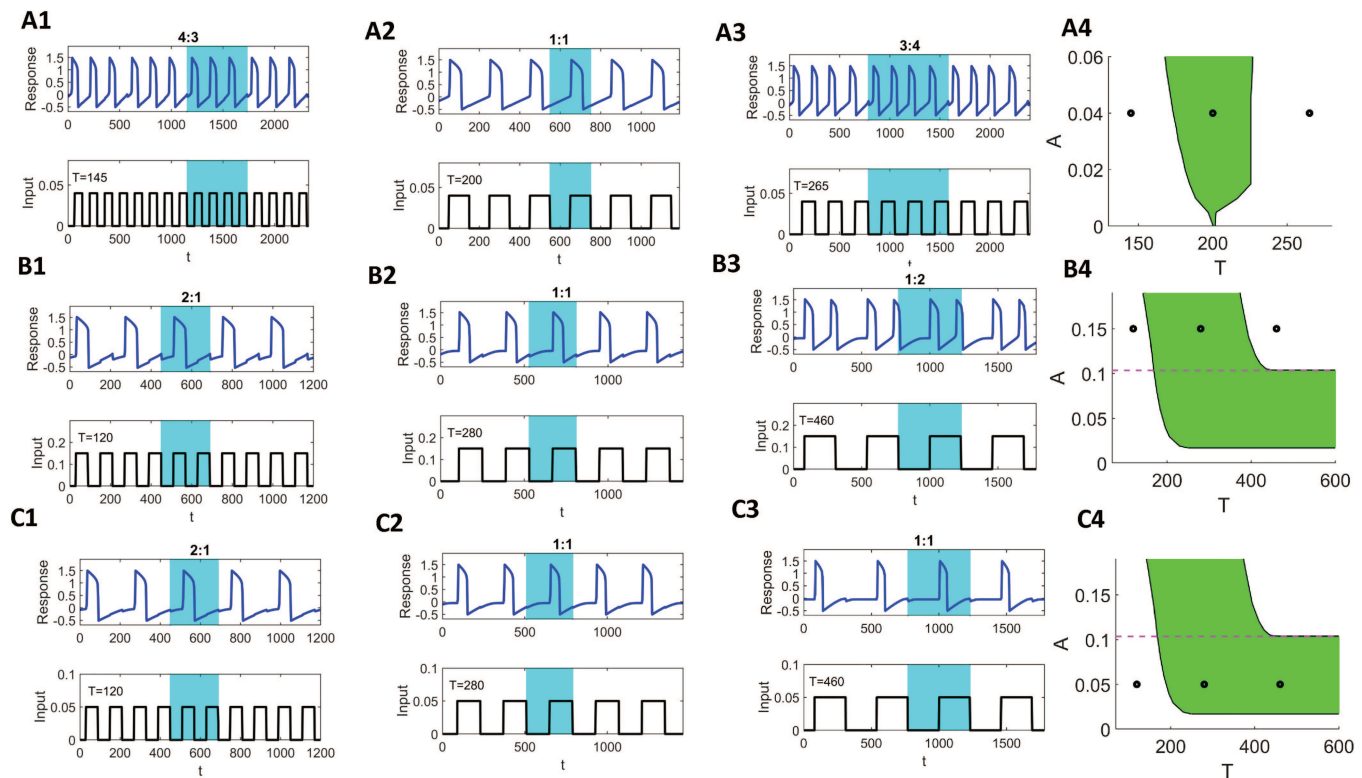 A1
4:3
Response
1.5
1
0.5
0
-0.5
0 500 1000 1500 2000
Input
0.05
0
T=145
0 500 1000 1500 2000
t
A2
1:1
Response
1.5
1
0.5
0
-0.5
0 200 400 600 800 1000
Input
0.05
0
T=200
0 200 400 600 800 1000
t
A3
3:4
Response
1.5
1
0.5
0
-0.5
0 500 1000 1500 2000
Input
0.05
0
T=265
0 500 1000 1500 2000
t
A4
A
0.06
0.04
0.02
0
150 200 250
T
B1
2:1
Response
1.5
1
0.5
0
-0.5
0 200 400 600 800 1000 1200
Input
0.2
0.1
0
T=120
0 200 400 600 800 1000 1200
t
B2
1:1
Response
1.5
1
0.5
0
-0.5
0 500 1000
Input
0.2
0.1
0
T=280
0 500 1000
t
B3
1:2
Response
1.5
1
0.5
0
-0.5
0 500 1000 1500
Input
0.2
0.1
0
T=460
0 500 1000 1500
t
B4
A
0.15
0.1
0.05
0
200 400 600
T
C1
2:1
Response
1.5
1
0.5
0
-0.5
0 200 400 600 800 1000 1200
Input
0.1
0.05
0
T=120
0 200 400 600 800 1000 1200
t
C2
1:1
Response
1.5
1
0.5
0
-0.5
0 500 1000
Input
0.1
0.05
0
T=280
0 500 1000
t
C3
1:1
Response
1.5
1
0.5
0
-0.5
0 500 1000 1500
Input
0.1
0.05
0
T=460
0 500 1000 1500
t
C4
A
0.15
0.1
0.05
0
200 400 600
T